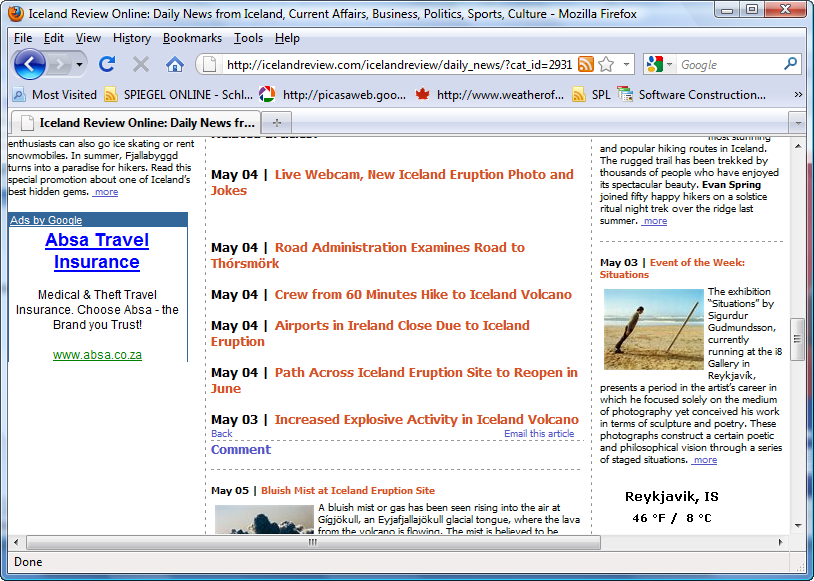 Iceland Review Online: Daily News from Iceland, Current Affairs, Business, Politics, Sports, Culture - Mozilla Firefox
File Edit View History Bookmarks Tools Help
http://icelandreview.com/icelandreview/daily_news/?cat_id=2931
Google
Most Visited SPIEGEL ONLINE - Schl... http://picasaweb.goo... http://www.weatherof... SPL Software Construction... »
Iceland Review Online: Daily News fr...
enthusiasts can also go ice skating or rent
snowmobiles. In summer, Fjallabyggd
turns into a paradise for hikers. Read this
special promotion about one of Iceland's
best hidden gems. more
Ads by Google
Absa Travel
Insurance
Medical & Theft Travel
Insurance. Choose Absa - the
Brand you Trust!
www.absa.co.za
May 04 | Live Webcam, New Iceland Eruption Photo and
Jokes
May 04 | Road Administration Examines Road to
Thórsmörk
May 04 | Crew from 60 Minutes Hike to Iceland Volcano
May 04 | Airports in Ireland Close Due to Iceland
Eruption
May 04 | Path Across Iceland Eruption Site to Reopen in
June
May 03 | Increased Explosive Activity in Iceland Volcano
Back Email this article
Comment
May 05 | Bluish Mist at Iceland Eruption Site
A bluish mist or gas has been seen rising into the air at
Gígjökull, an Eyjafjallajökull glacial tongue, where the lava
from the volcano is flowing. The mist is believed to be
most stunning
and popular hiking routes in Iceland.
The rugged trail has been trekked by
thousands of people who have enjoyed
its spectacular beauty. Evan Spring
joined fifty happy hikers on a solstice
ritual night trek over the ridge last
summer. more
May 03 | Event of the Week:
Situations
The exhibition
“Situations” by
Sigurdur
Gudmundsson,
currently
running at the i8
Gallery in
Reykjavík,
presents a period in the artist's career in
which he focused solely on the medium
of photography yet conceived his work
in terms of sculpture and poetry. These
photographs construct a certain poetic
and philosophical vision through a series
of staged situations. more
Reykjavik, IS
46 °F / 8 °C
Done